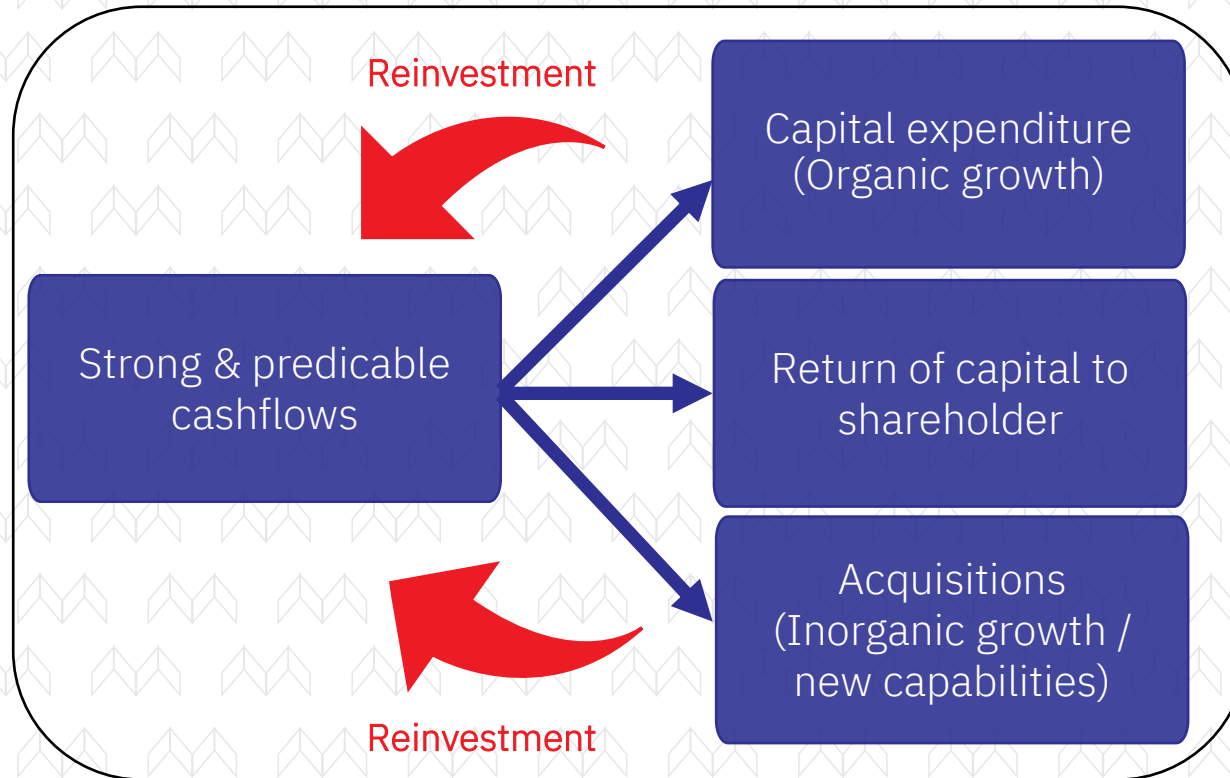 Reinvestment
Capital expenditure
(Organic growth)
Strong & predicable
cashflows
Return of capital to
shareholder
Acquisitions
(Inorganic growth /
new capabilities)
Reinvestment